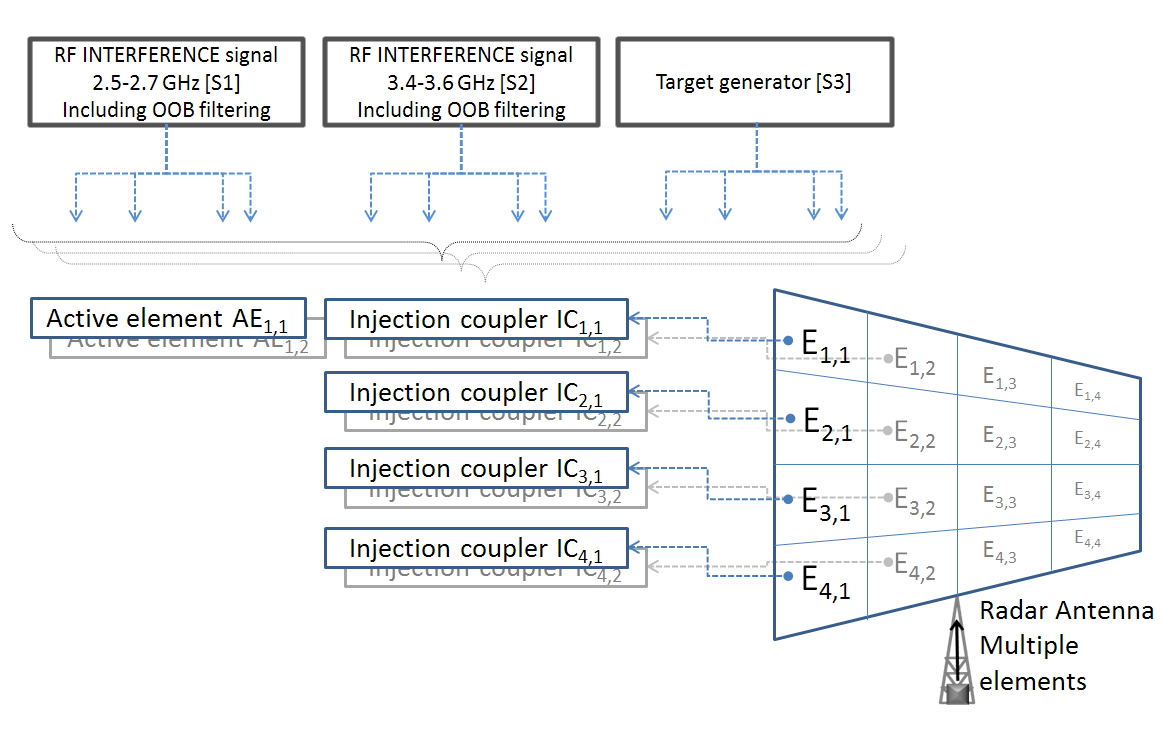 RF INTERFERENCE signal
2.5-2.7 GHz [S1]
Including OOB filtering
RF INTERFERENCE signal
3.4-3.6 GHz [S2]
Including OOB filtering
Target generator [S3]
Active element AE1,1
Active element AE1,2
Injection coupler IC1,1
Injection coupler IC1,2
Injection coupler IC2,1
Injection coupler IC2,2
Injection coupler IC3,1
Injection coupler IC3,2
Injection coupler IC4,1
Injection coupler IC4,2
E1,1 E1,2 E1,3 E1,4
E2,1 E2,2 E2,3 E2,4
E3,1 E3,2 E3,3 E3,4
E4,1 E4,2 E4,3 E4,4
Radar Antenna
Multiple
elements